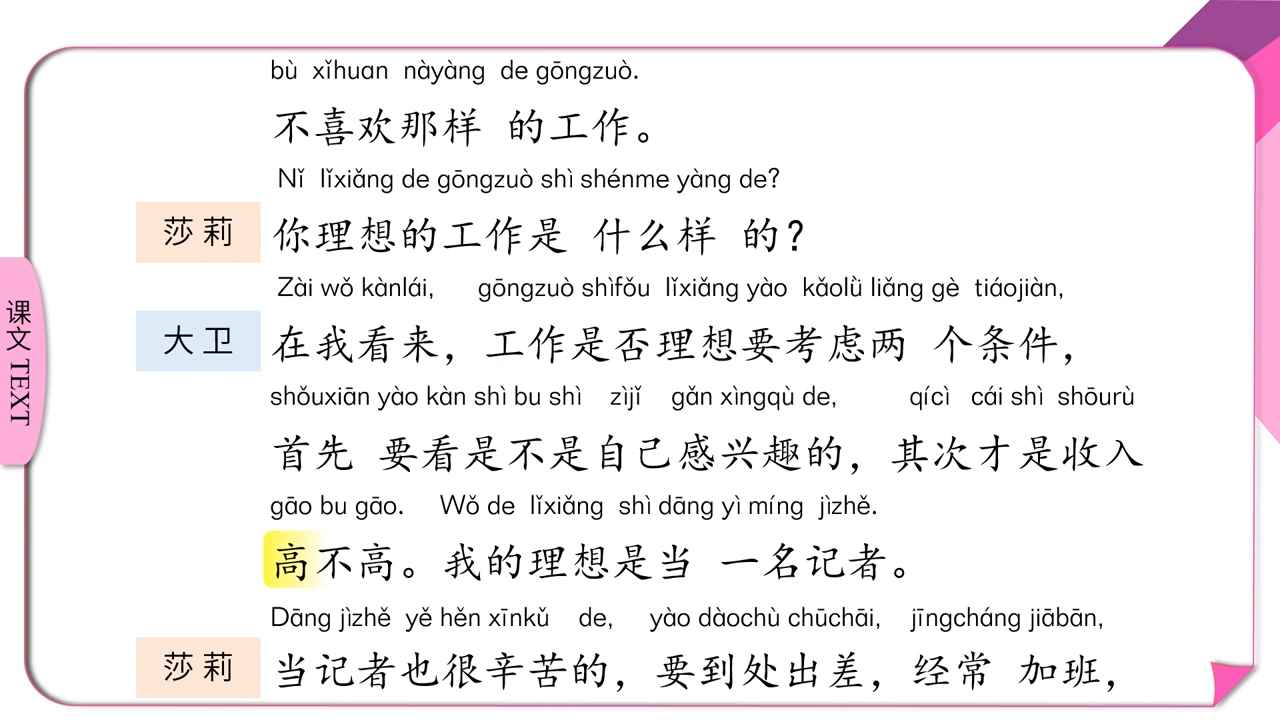 bù xǐhuan nàyàng de gōngzuò.
不喜欢那样 的工作。
Nǐ lǐxiǎng de gōngzuò shì shénme yàng de?
莎莉 你理想的工作是 什么样 的?
Zài wǒ kànlái, gōngzuò shìfǒu lǐxiǎng yào kǎolǜ liǎng gè tiáojiàn,
大卫 在我看来，工作是否理想要考虑两 个条件，
shǒuxiān yào kàn shì bu shì zìjǐ gǎn xìngqù de, qícì cái shì shōurù
首先 要看是不是自己感兴趣的，其次才是收入
gāo bu gāo. Wǒ de lǐxiǎng shì dāng yì míng jìzhě.
高不高。我的理想是当 一名记者。
Dāng jìzhě yě hěn xīnkǔ de, yào dàochù chūchāi, jīngcháng jiābān,
莎莉 当记者也很辛苦的，要到处出差，经常 加班，
课文 TEXT